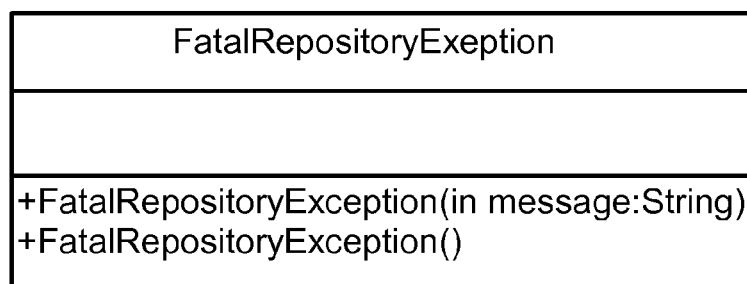 FatalRepositoryExeption
+FatalRepositoryException(in message:String)
+FatalRepositoryException()